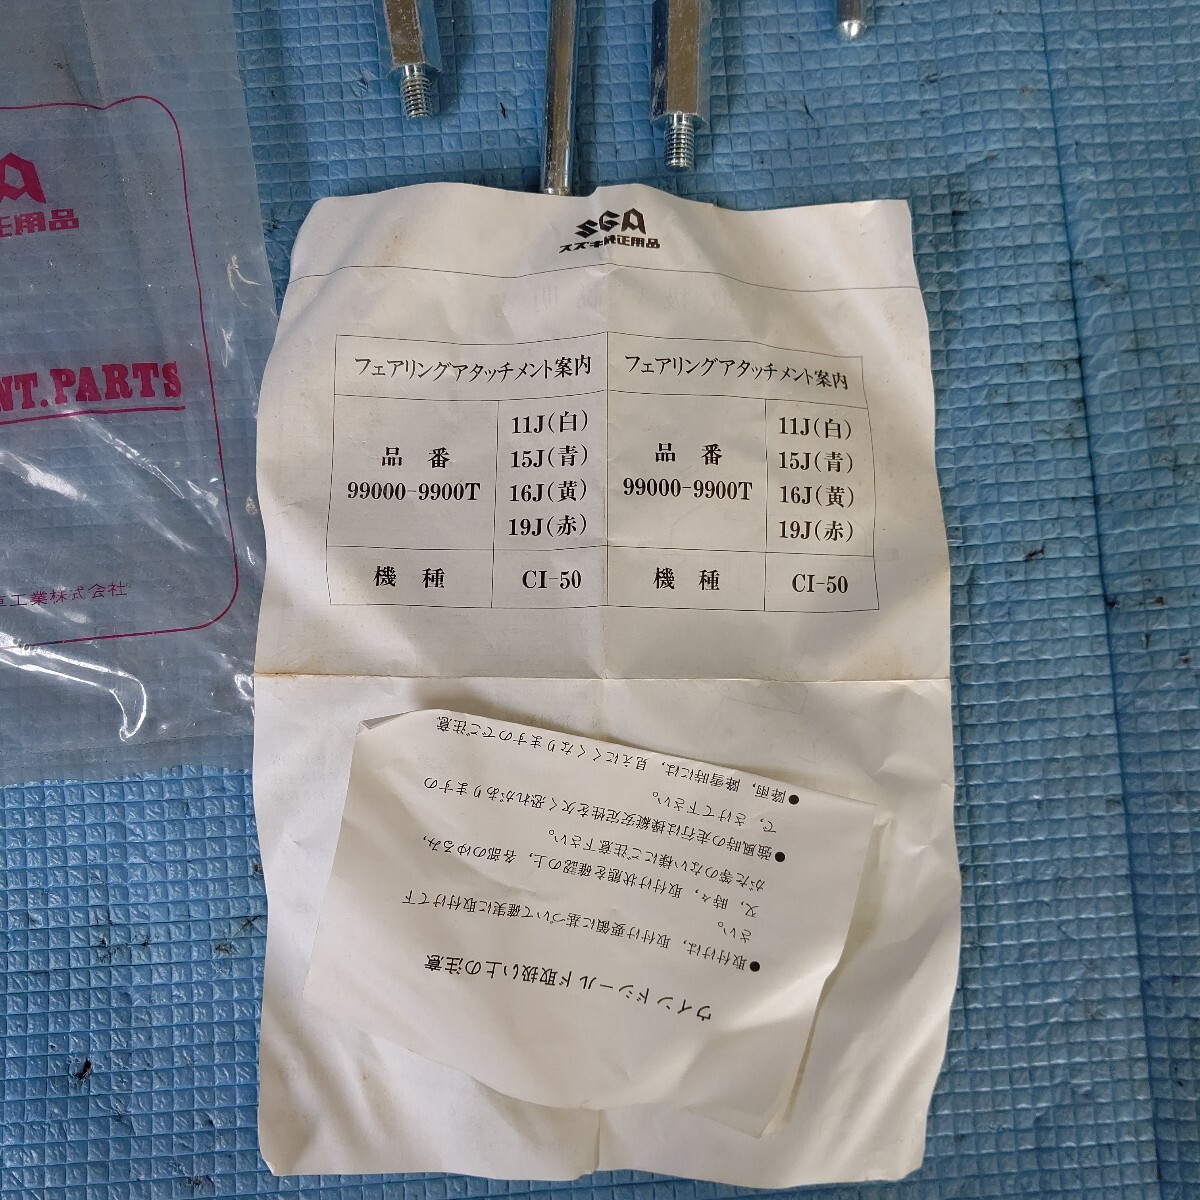 A
正用品
NT.PARTS
車工業株式会社
SGA
スズキ純正用品
フェアリングアタッチメント案内
品番
99000-9900T
11J(白)
15J(青)
16J(黄)
19J(赤)
機種
CI-50
フェアリングアタッチメント案内
品番
99000-9900T
11J(白)
15J(青)
16J(黄)
19J(赤)
機種
CI-50
ウインドシールド取扱い上の注意
●取付けは,取付け要領に基づいて確実に取付けて下
さい。
又,時々,取付け状態を確認の上,各部のゆるみ,
がた等のない様にご注意下さい。
●強風時の走行は操縦安定性を欠く恐れがありますの
で,さけて下さい。
●降雨,降雪時には,見えにくくなりますのでご注意